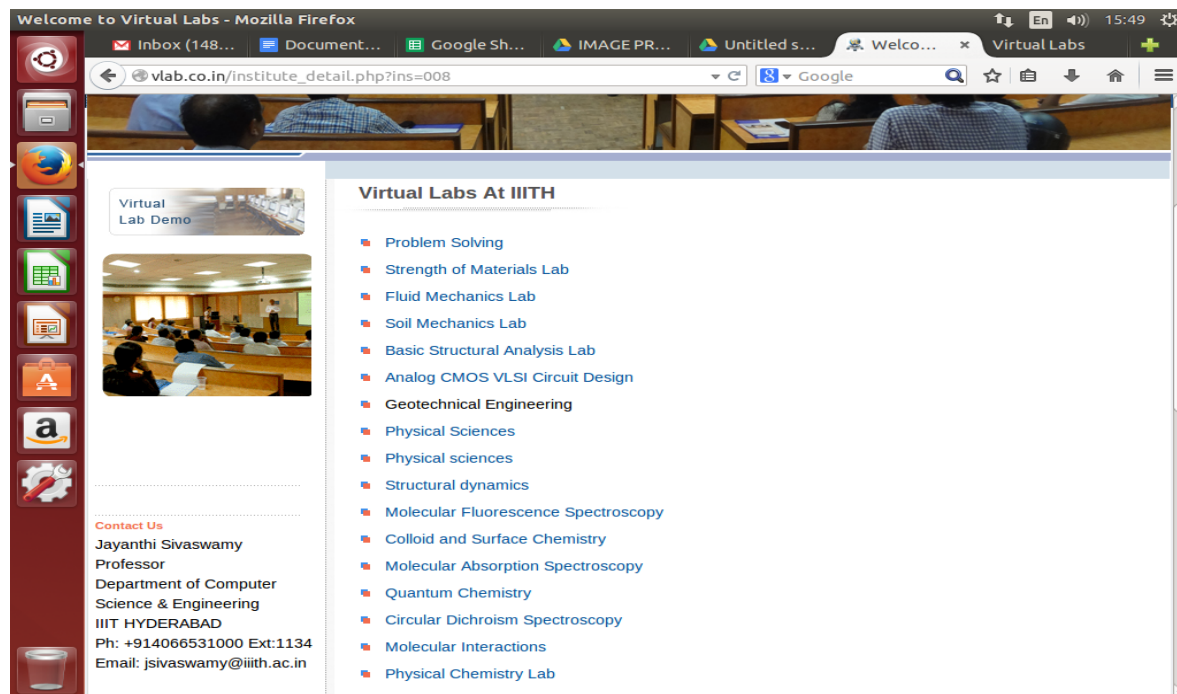 Welcome to Virtual Labs - Mozilla Firefox
En
15:49
Inbox (148...
Document...
Google Sh...
IMAGE PR...
Untitled s...
Welco...
Virtual Labs
vlab.co.in/institute_detail.php?ins=008
8
Google
Virtual
Lab Demo
Virtual Labs At IIITH
Problem Solving
Strength of Materials Lab
Fluid Mechanics Lab
Soil Mechanics Lab
Basic Structural Analysis Lab
Analog CMOS VLSI Circuit Design
Geotechnical Engineering
Physical Sciences
Physical sciences
Structural dynamics
Molecular Fluorescence Spectroscopy
Colloid and Surface Chemistry
Molecular Absorption Spectroscopy
Quantum Chemistry
Circular Dichroism Spectroscopy
Molecular Interactions
Physical Chemistry Lab
Contact Us
Jayanthi Sivaswamy
Professor
Department of Computer
Science & Engineering
IIIT HYDERABAD
Ph: +914066531000 Ext:1134
Email: jsivaswamy@iiith.ac.in
A
a